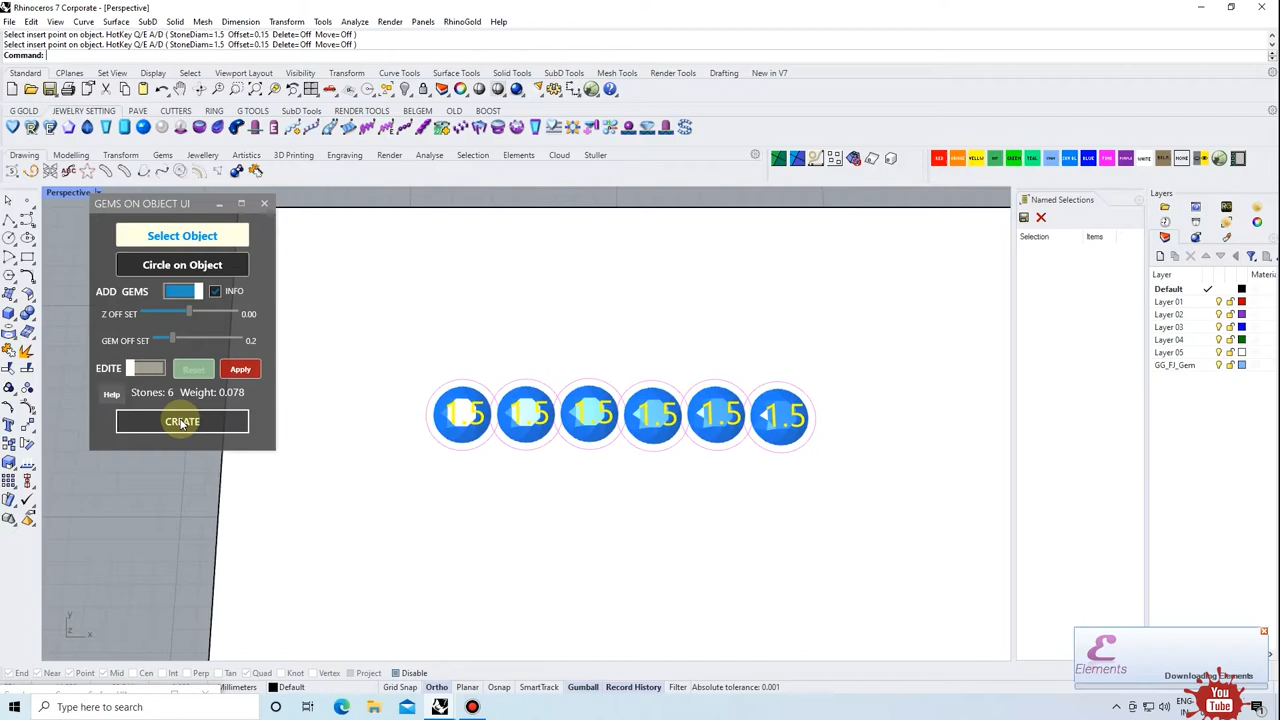 Rhinoceros 7 Corporate - [Perspective]
File Edit View Curve Surface SubD Solid Mesh Dimension Transform Tools Analyze Render Panels RhinoGold Help
Select insert point on object. HotKey Q/E A/D ( StoneDiam=1.5 Offset=0.15 Delete=Off Move=Off )
Select insert point on object. HotKey Q/E A/D ( StoneDiam=1.5 Offset=0.15 Delete=Off Move=Off )
Command:
Standard CPlanes Set View Display Select Viewport Layout Visibility Transform Curve Tools Surface Tools Solid Tools SubD Tools Mesh Tools Render Tools Drafting New in V7
G GOLD JEWELRY SETTING PAVE CUTTERS RING G TOOLS SubD Tools RENDER TOOLS BELGEM OLD BOOST
Drawing Modelling Transform Gems Jewellery Artistics 3D Printing Engraving Render Analyse Selection Elements Cloud Stuller
Perspective
GEMS ON OBJECT UI
Select Object
Circle on Object
ADD GEMS INFO
Z OFF SET 0.00
GEM OFF SET 0.2
EDITE Reset Apply
Help Stones: 6 Weight: 0.078
CREATE
1.5 1.5 1.5 1.5 1.5 1.5
y
z x
Named Selections
Selection Items
Layers
Layer Material
Default
Layer 01
Layer 02
Layer 03
Layer 04
Layer 05
GG_FJ_Gem
Elements
Downloading Elements
End Near Point Mid Cen Int Perp Tan Quad Knot Vertex Project Disable
Millimeters Default Grid Snap Ortho Planar Osnap SmartTrack Gumball Record History Filter Absolute tolerance: 0.001
Type here to search
ENG
You
Tube